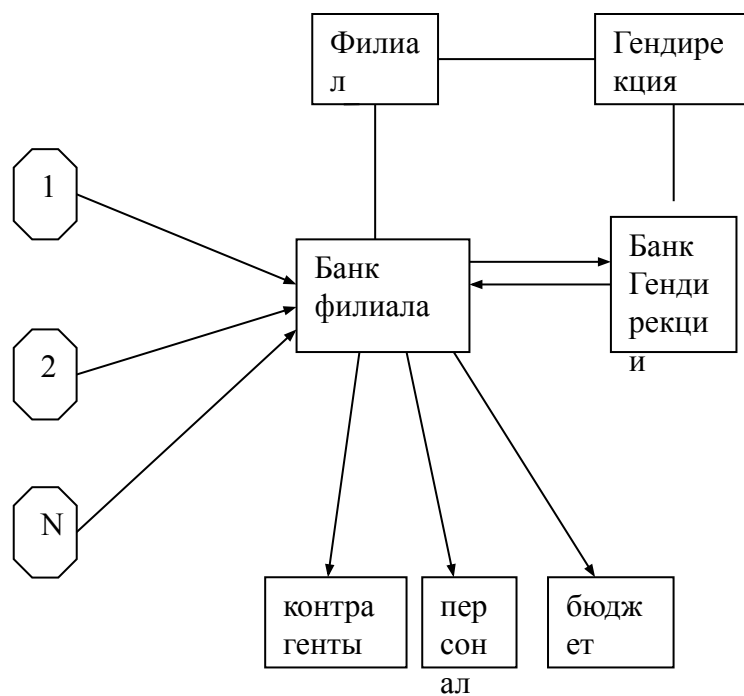 Филиа
л
Гендире
кция
1
Банк
филиала
Банк
Генди
рекци
и
2
N
контра
генты
пер
сон
ал
бюдж
ет